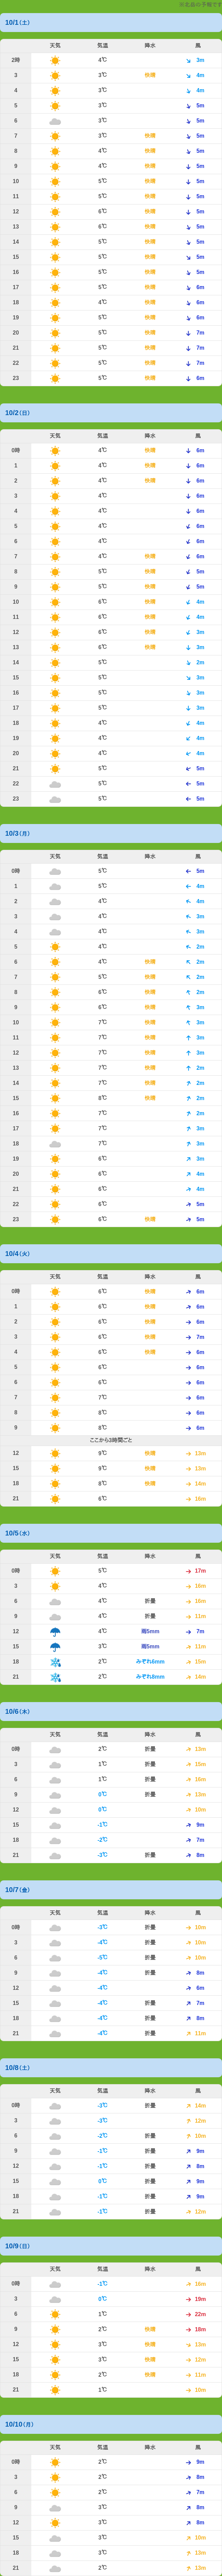 ※高層の予報です
10/1(土)
天気 気温 降水 風
2時 4℃ 3m
3 3℃ 快晴 4m
4 3℃ 4m
5 3℃ 5m
6 3℃ 5m
7 3℃ 快晴 5m
8 4℃ 快晴 5m
9 4℃ 快晴 5m
10 5℃ 快晴 5m
11 5℃ 快晴 5m
12 6℃ 快晴 5m
13 6℃ 快晴 5m
14 5℃ 快晴 5m
15 5℃ 快晴 5m
16 5℃ 快晴 5m
17 5℃ 快晴 6m
18 4℃ 快晴 6m
19 5℃ 快晴 6m
20 5℃ 快晴 7m
21 5℃ 快晴 7m
22 5℃ 快晴 7m
23 5℃ 快晴 6m
10/2(日)
天気 気温 降水 風
0時 4℃ 快晴 6m
1 4℃ 快晴 6m
2 4℃ 快晴 6m
3 4℃ 6m
4 4℃ 6m
5 4℃ 6m
6 4℃ 6m
7 4℃ 快晴 6m
8 5℃ 快晴 5m
9 5℃ 快晴 5m
10 6℃ 快晴 4m
11 6℃ 快晴 4m
12 6℃ 快晴 3m
13 6℃ 快晴 3m
14 5℃ 2m
15 5℃ 3m
16 5℃ 3m
17 5℃ 3m
18 4℃ 4m
19 4℃ 4m
20 4℃ 4m
21 5℃ 5m
22 5℃ 5m
23 5℃ 5m
10/3(月)
天気 気温 降水 風
0時 5℃ 5m
1 5℃ 4m
2 4℃ 4m
3 4℃ 3m
4 4℃ 3m
5 4℃ 2m
6 4℃ 快晴 2m
7 5℃ 快晴 2m
8 6℃ 快晴 2m
9 6℃ 快晴 3m
10 7℃ 快晴 3m
11 7℃ 快晴 3m
12 7℃ 快晴 3m
13 7℃ 快晴 2m
14 7℃ 快晴 2m
15 8℃ 快晴 2m
16 7℃ 2m
17 7℃ 3m
18 7℃ 3m
19 6℃ 3m
20 6℃ 4m
21 6℃ 4m
22 6℃ 5m
23 6℃ 快晴 5m
10/4(火)
天気 気温 降水 風
0時 6℃ 快晴 6m
1 6℃ 快晴 6m
2 6℃ 快晴 6m
3 6℃ 快晴 7m
4 6℃ 快晴 6m
5 6℃ 6m
6 6℃ 6m
7 7℃ 6m
8 8℃ 6m
9 8℃ 6m
ここから3時間ごと
12 9℃ 快晴 11m
15 9℃ 快晴 13m
18 8℃ 快晴 14m
21 6℃ 16m
10/5(水)
天気 気温 降水 風
0時 5℃ 17m
3 4℃ 16m
6 4℃ 折曇 16m
9 4℃ 折曇 11m
12 4℃ 雨5mm 7m
15 3℃ 雨5mm 11m
18 2℃ みぞれ6mm 15m
21 2℃ みぞれ8mm 14m
10/6(木)
天気 気温 降水 風
0時 2℃ 折曇 13m
3 1℃ 折曇 15m
6 1℃ 折曇 16m
9 0℃ 折曇 13m
12 0℃ 10m
15 -1℃ 9m
18 -2℃ 7m
21 -3℃ 折曇 8m
10/7(金)
天気 気温 降水 風
0時 -3℃ 折曇 10m
3 -4℃ 折曇 10m
6 -5℃ 折曇 10m
9 -4℃ 折曇 8m
12 -4℃ 6m
15 -4℃ 折曇 7m
18 -4℃ 折曇 8m
21 -4℃ 折曇 11m
10/8(土)
天気 気温 降水 風
0時 -3℃ 折曇 14m
3 -3℃ 12m
6 -2℃ 折曇 10m
9 -1℃ 折曇 9m
12 -1℃ 折曇 8m
15 0℃ 折曇 9m
18 -1℃ 折曇 9m
21 -1℃ 折曇 12m
10/9(日)
天気 気温 降水 風
0時 -1℃ 16m
3 0℃ 19m
6 1℃ 22m
9 2℃ 快晴 18m
12 3℃ 快晴 13m
15 3℃ 快晴 12m
18 2℃ 快晴 11m
21 1℃ 10m
10/10(月)
天気 気温 降水 風
0時 2℃ 9m
3 2℃ 8m
6 2℃ 7m
9 3℃ 8m
12 3℃ 8m
15 3℃ 10m
18 3℃ 13m
21 2℃ 13m